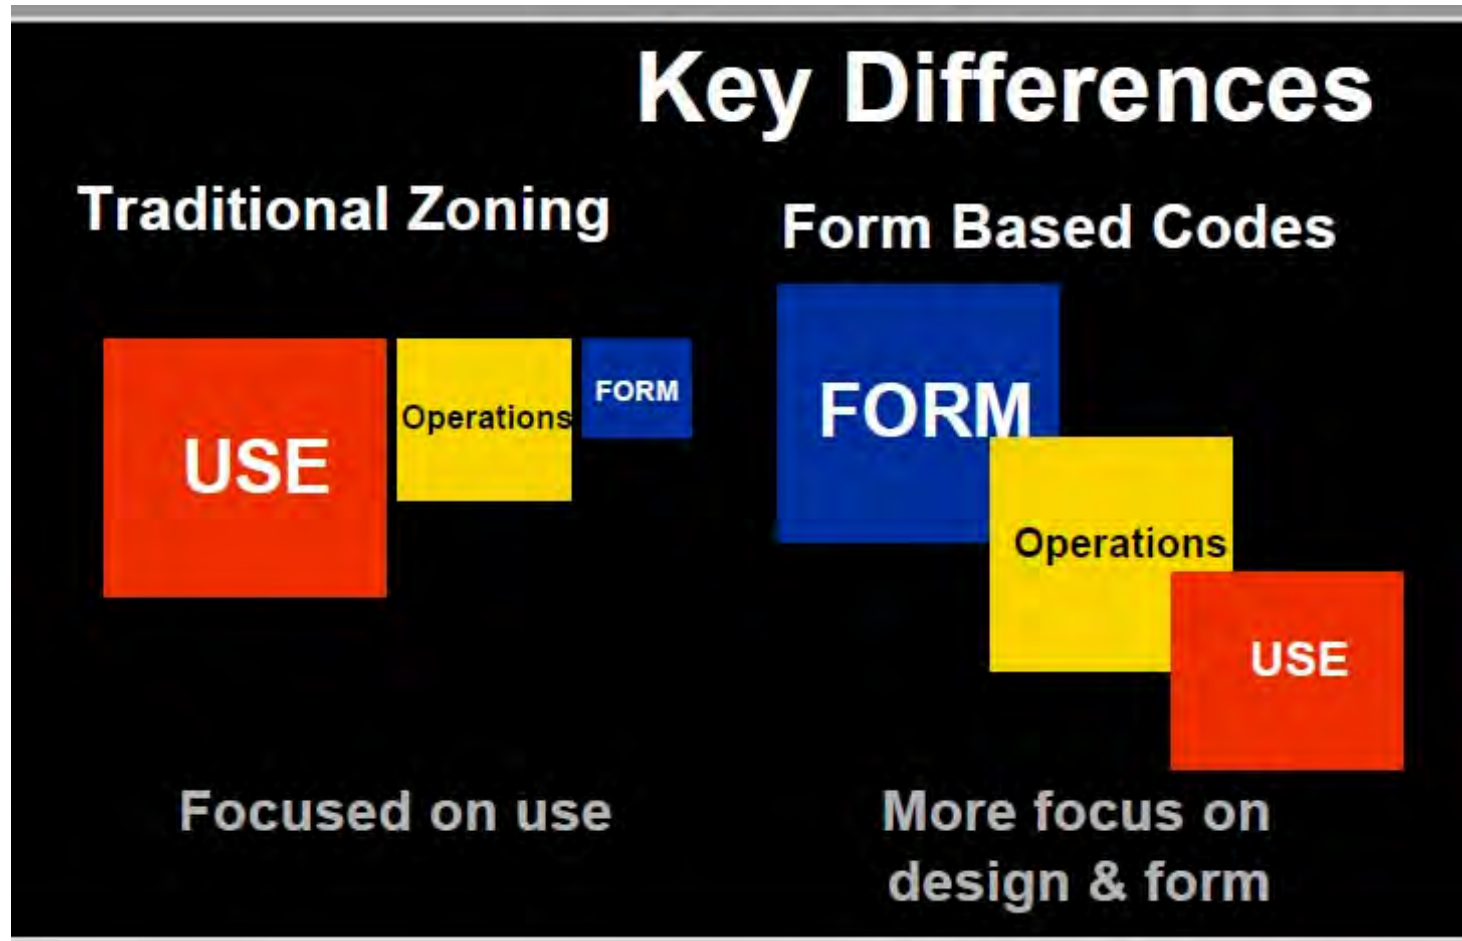 Key Differences
Traditional Zoning
USE
Operations
FORM
Focused on use
Form Based Codes
FORM
Operations
USE
More focus on
design & form